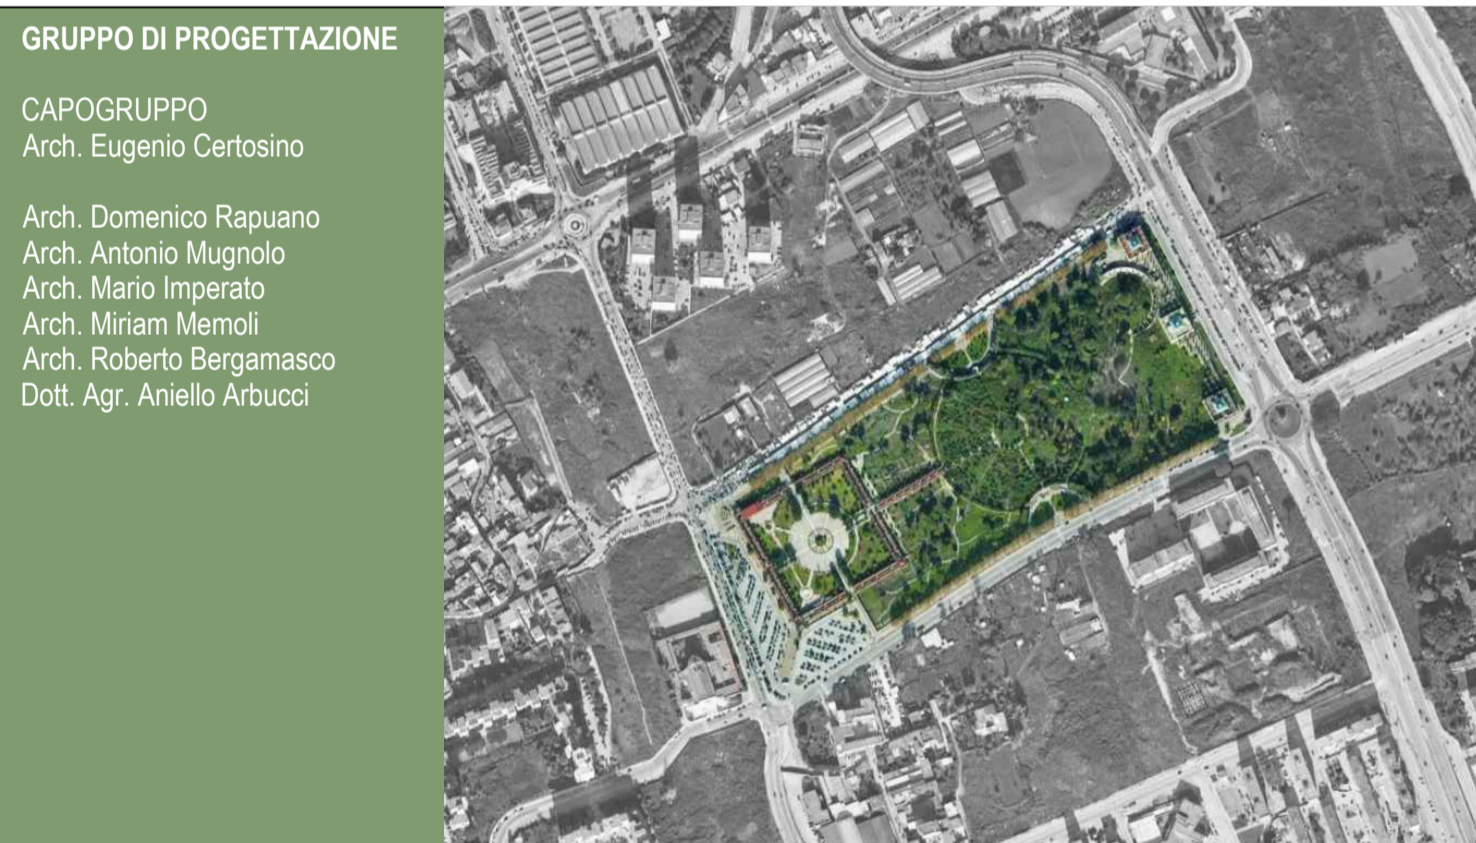 GRUPPO DI PROGETTAZIONE
CAPOGRUPPO
Arch. Eugenio Certosino
Arch. Domenico Rapuano
Arch. Antonio Mugnolo
Arch. Mario Imperato
Arch. Miriam Memoli
Arch. Roberto Bergamasco
Dott. Agr. Aniello Arbucci